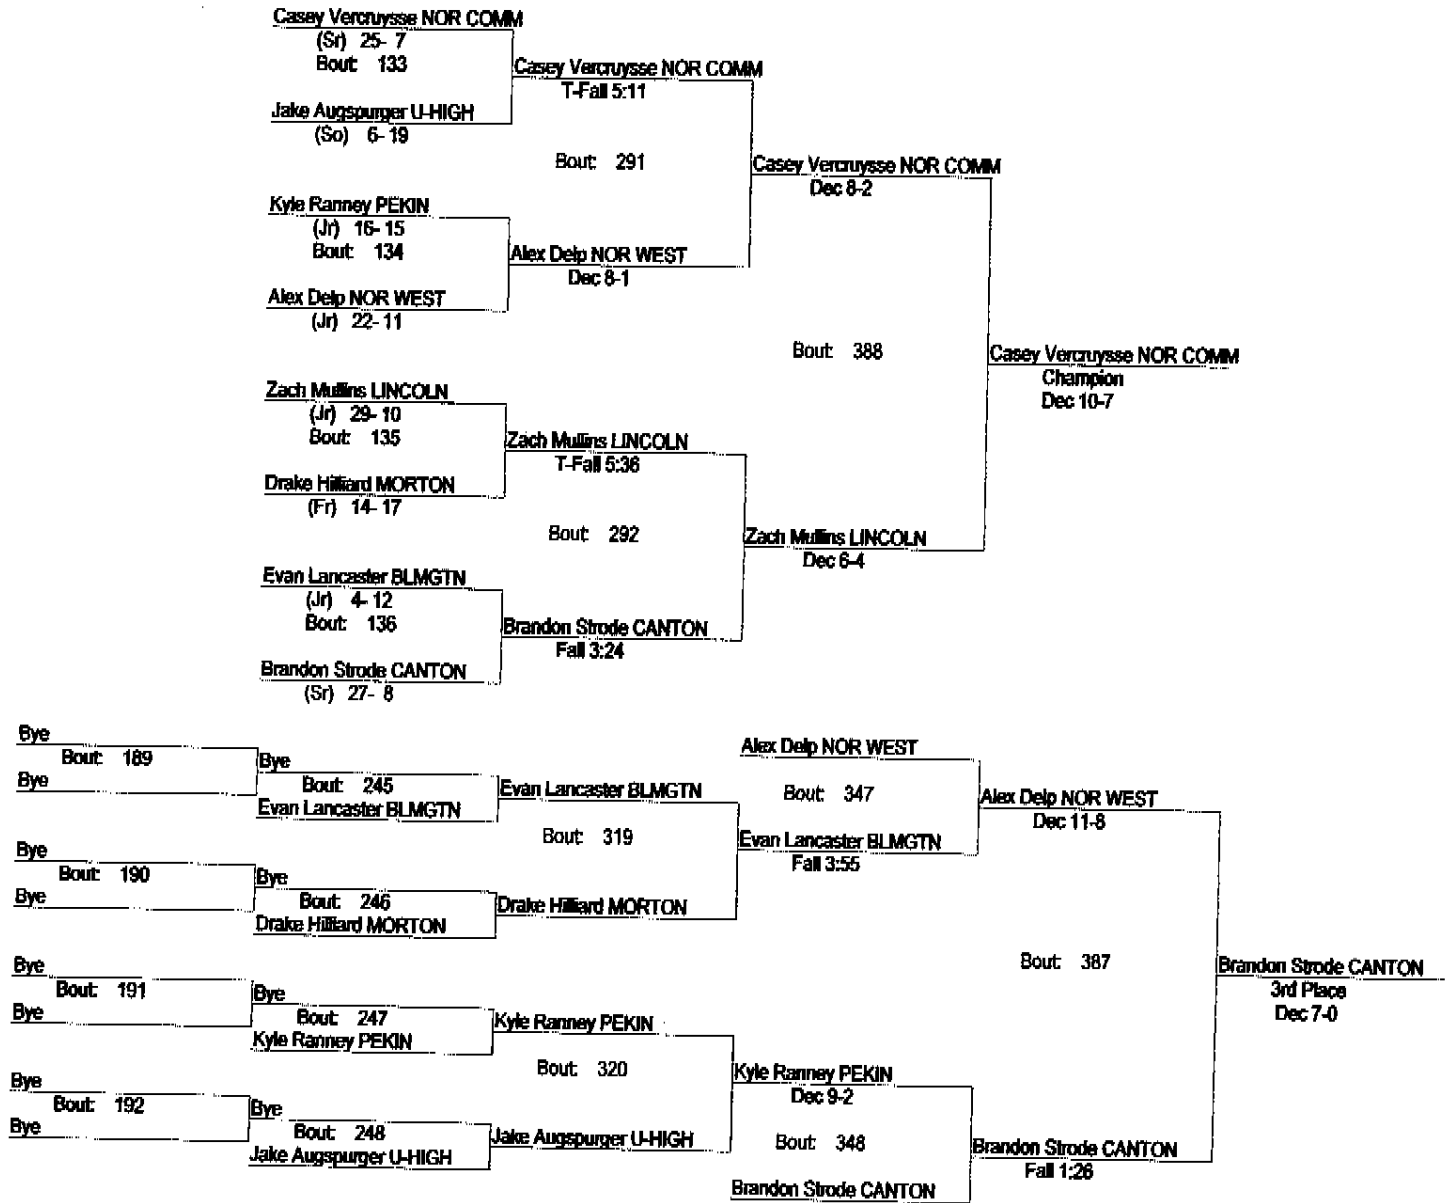 Casey Vercruysse NOR COMM
(Sr) 25- 7
Bout: 133
Casey Vercruysse NOR COMM
T-Fall 5:11
Jake Augspurger U-HIGH
(So) 6- 19
Bout: 291
Casey Vercruysse NOR COMM
Dec 8-2
Kyle Ranney PEKIN
(Jr) 16- 15
Bout: 134
Alex Delp NOR WEST
Dec 8-1
Alex Delp NOR WEST
(Jr) 22- 11
Bout: 388
Casey Vercruysse NOR COMM
Champion
Dec 10-7
Zach Mullins LINCOLN
(Jr) 29- 10
Bout: 135
Zach Mullins LINCOLN
T-Fall 5:36
Drake Hilliard MORTON
(Fr) 14- 17
Bout: 292
Zach Mullins LINCOLN
Dec 6-4
Evan Lancaster BLMGTN
(Jr) 4- 12
Bout: 136
Brandon Strode CANTON
Fall 3:24
Brandon Strode CANTON
(Sr) 27- 8
Bye
Bout: 189
Bye
Bye
Bout: 245
Evan Lancaster BLMGTN
Evan Lancaster BLMGTN
Alex Delp NOR WEST
Bout: 347
Alex Delp NOR WEST
Dec 11-8
Bout: 319
Evan Lancaster BLMGTN
Fall 3:55
Bye
Bout: 190
Bye
Bye
Bout: 246
Drake Hilliard MORTON
Drake Hilliard MORTON
Bout: 387
Brandon Strode CANTON
3rd Place
Dec 7-0
Bye
Bout: 191
Bye
Bye
Bout: 247
Kyle Ranney PEKIN
Kyle Ranney PEKIN
Bout: 320
Kyle Ranney PEKIN
Dec 9-2
Bye
Bout: 192
Bye
Bye
Bout: 248
Jake Augspurger U-HIGH
Jake Augspurger U-HIGH
Bout: 348
Brandon Strode CANTON
Fall 1:26
Brandon Strode CANTON